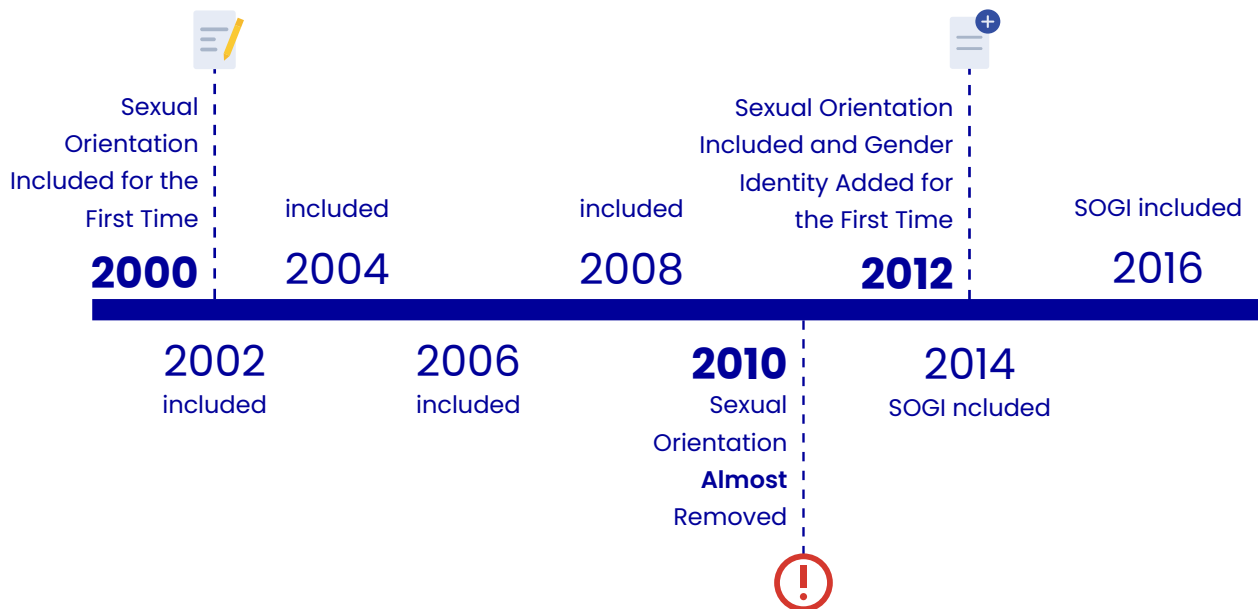 Sexual
Orientation
Included for the
First Time
2000
included
2004
included
2008
Sexual Orientation
Included and Gender
Identity Added for
the First Time
2012
SOGI included
2016
2002
included
2006
included
2010
Sexual
Orientation
Almost
Removed
2014
SOGI ncluded